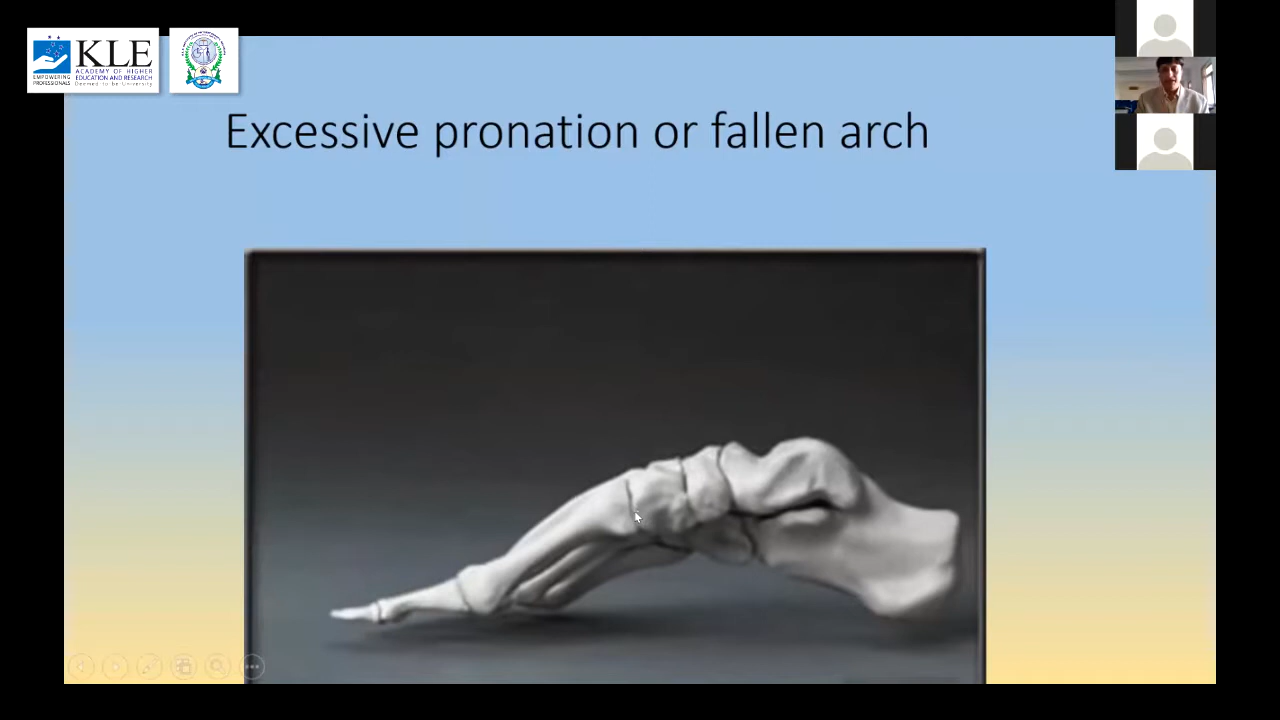 KLE
ACADEMY OF HIGHER
EDUCATION AND RESEARCH
Deemed-to-be-University
EMPOWERING
PROFESSIONALS
Excessive pronation or fallen arch